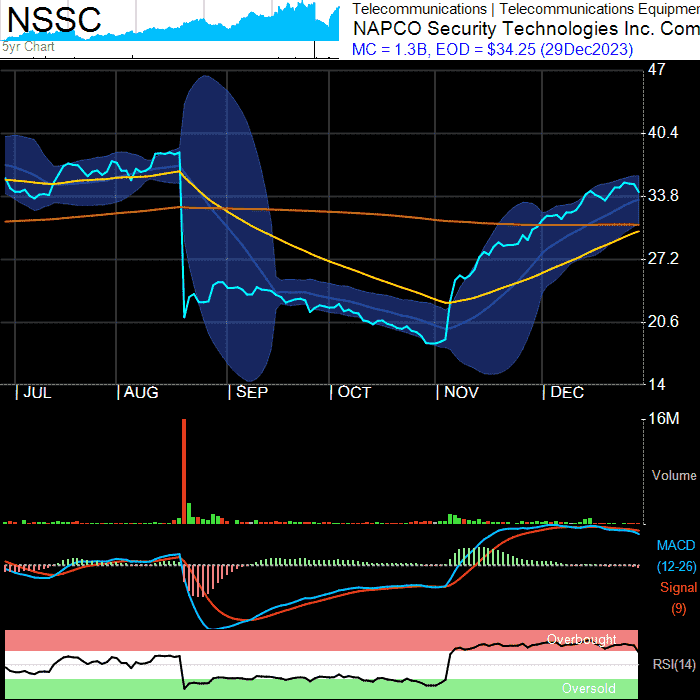 NSSC
5yr Chart
Telecommunications | Telecommunications Equipmen
NAPCO Security Technologies Inc. Com
MC = 1.3B, EOD = $34.25 (29Dec2023)
47
40.4
33.8
27.2
20.6
14
JUL AUG SEP OCT NOV DEC
16M
Volume
MACD
(12-26)
Signal
(9)
Overbought
RSI(14)
Oversold